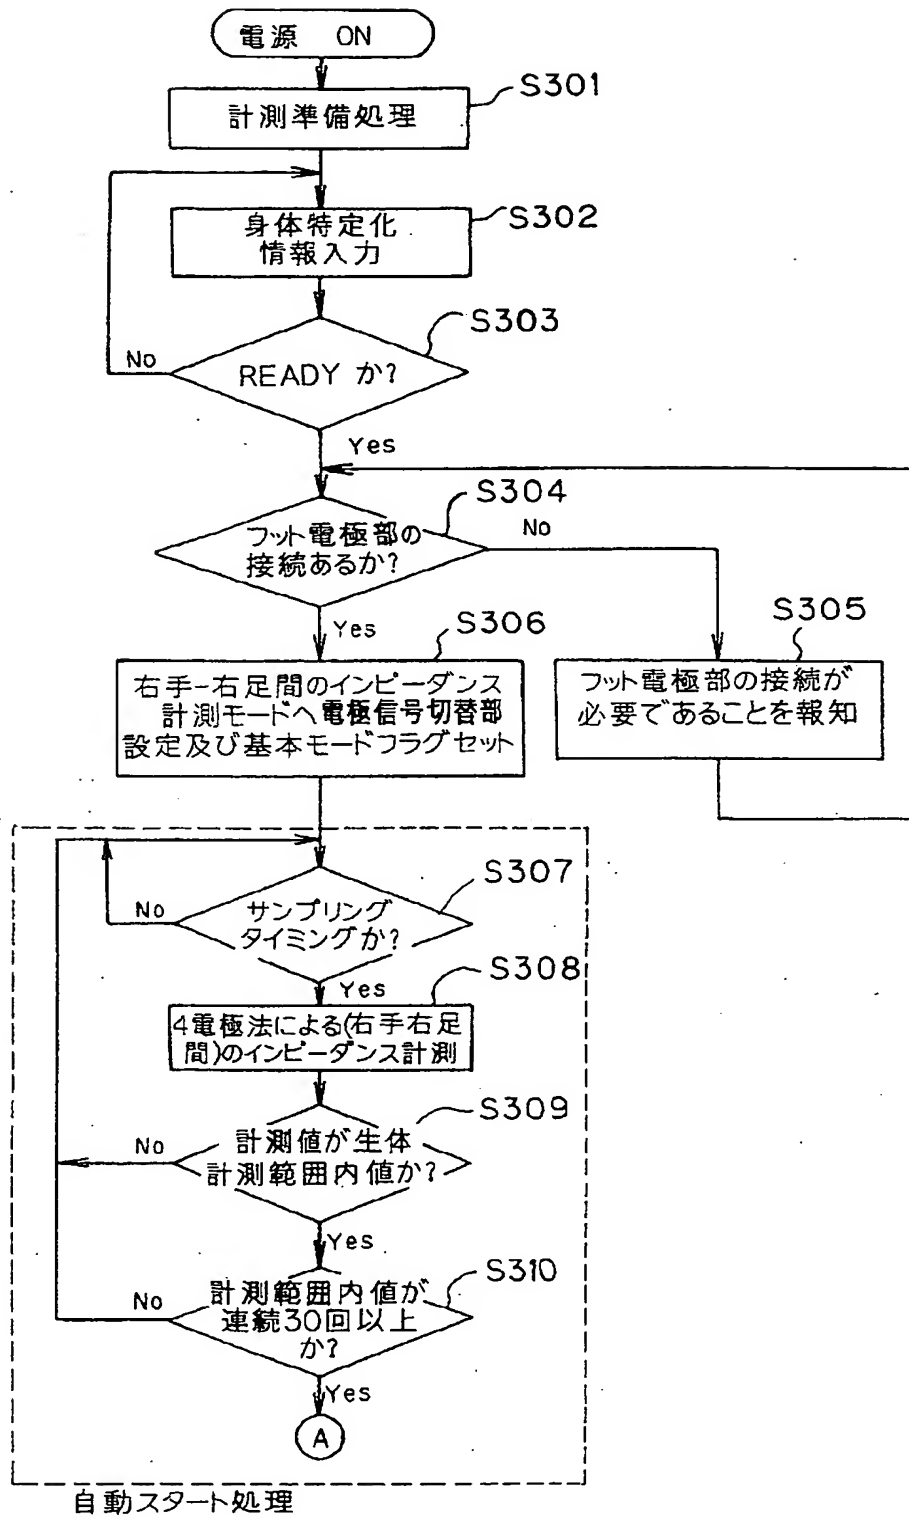 電源 ON
S301
計測準備処理
S302
身体特定化
情報入力
S303
No
READY か?
Yes
S304
フット電極部の
接続あるか?
No
Yes
S306
右手-右足間のインピーダンス
計測モードへ電極信号切替部
設定及び基本モードフラグセット
S305
フット電極部の接続が
必要であることを報知
S307
No
サンプリング
タイミングか?
Yes
S308
4電極法による(右手右足
間)のインピーダンス計測
S309
No
計測値が生体
計測範囲内値か?
Yes
S310
No
計測範囲内値が
連続30回以上
か?
Yes
A
自動スタート処理